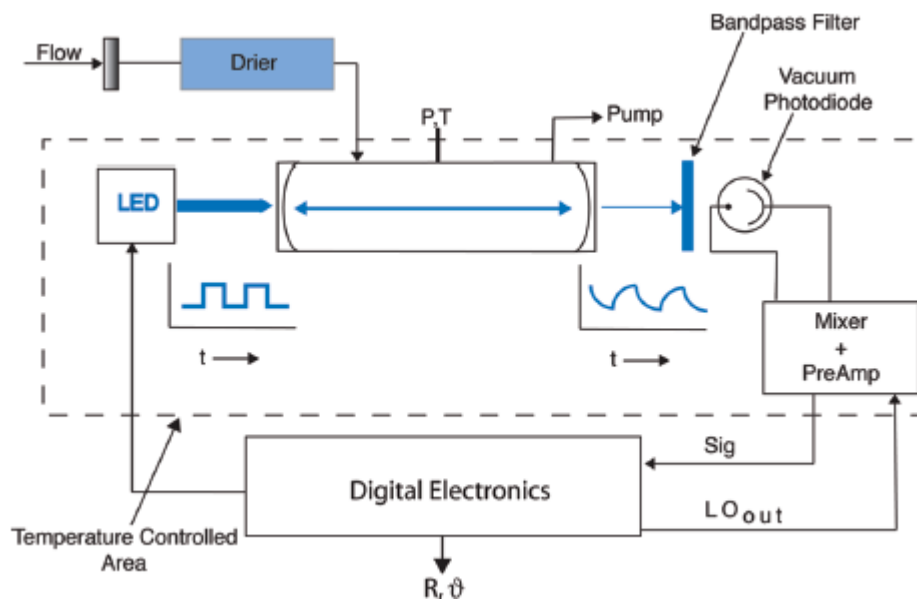 Bandpass Filter
Flow
Drier
Vacuum
Photodiode
P,T
Pump
LED
t
t
Mixer
+
PreAmp
Sig
Digital Electronics
LOout
Temperature Controlled
Area
R, ϑ